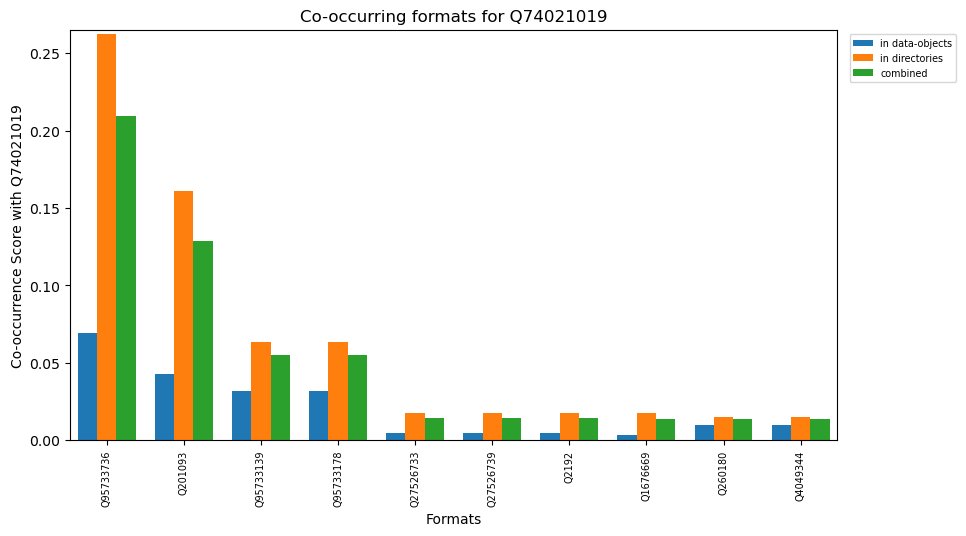 Co-occurring formats for Q74021019
in data-objects
in directories
combined
Co-occurrence Score with Q74021019
0.25
0.20
0.15
0.10
0.05
0.00
Q95733736
Q201093
Q95733139
Q95733178
Q27526733
Q27526739
Q2192
Q1676669
Q260180
Q4049344
Formats